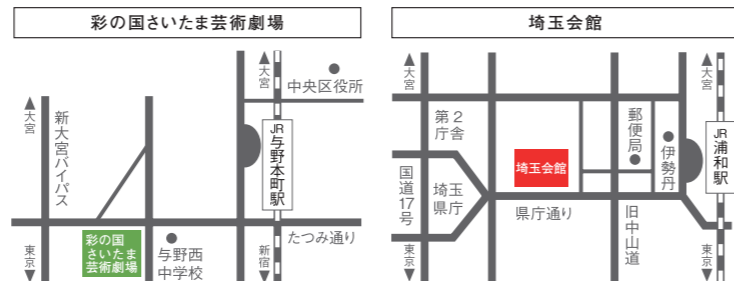 彩の国さいたま芸術劇場
▲大宮
新大宮バイパス
東京▼
▲大宮
中央区役所
JR与野本町駅
たつみ通り
新宿▼
彩の国
さいたま
芸術劇場
与野西
中学校
埼玉会館
▲大宮
第2
庁舎
国道17号
埼玉
県庁
東京▼
埼玉会館
県庁通り
郵便局
伊勢丹
旧中山道
▲大宮
JR浦和駅
東京▼